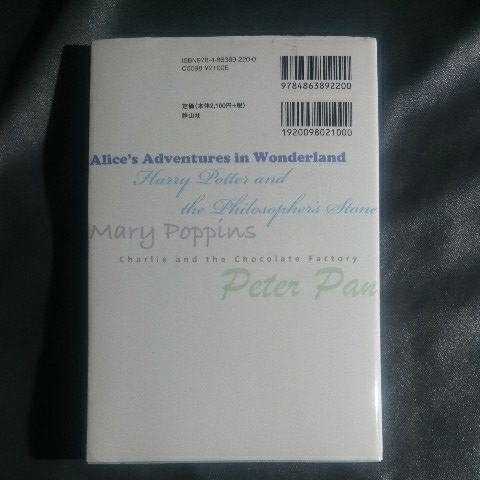 ISBN978-4-86389-220-0
C0098 ¥2100E
9784863892200
定価(本体2,100円+税)
静山社
1920098021000
Alice's Adventures in Wonderland
Harry Potter and
the Philosopher's Stone
Mary Poppins
Charlie and the Chocolate Factory
Peter Pan